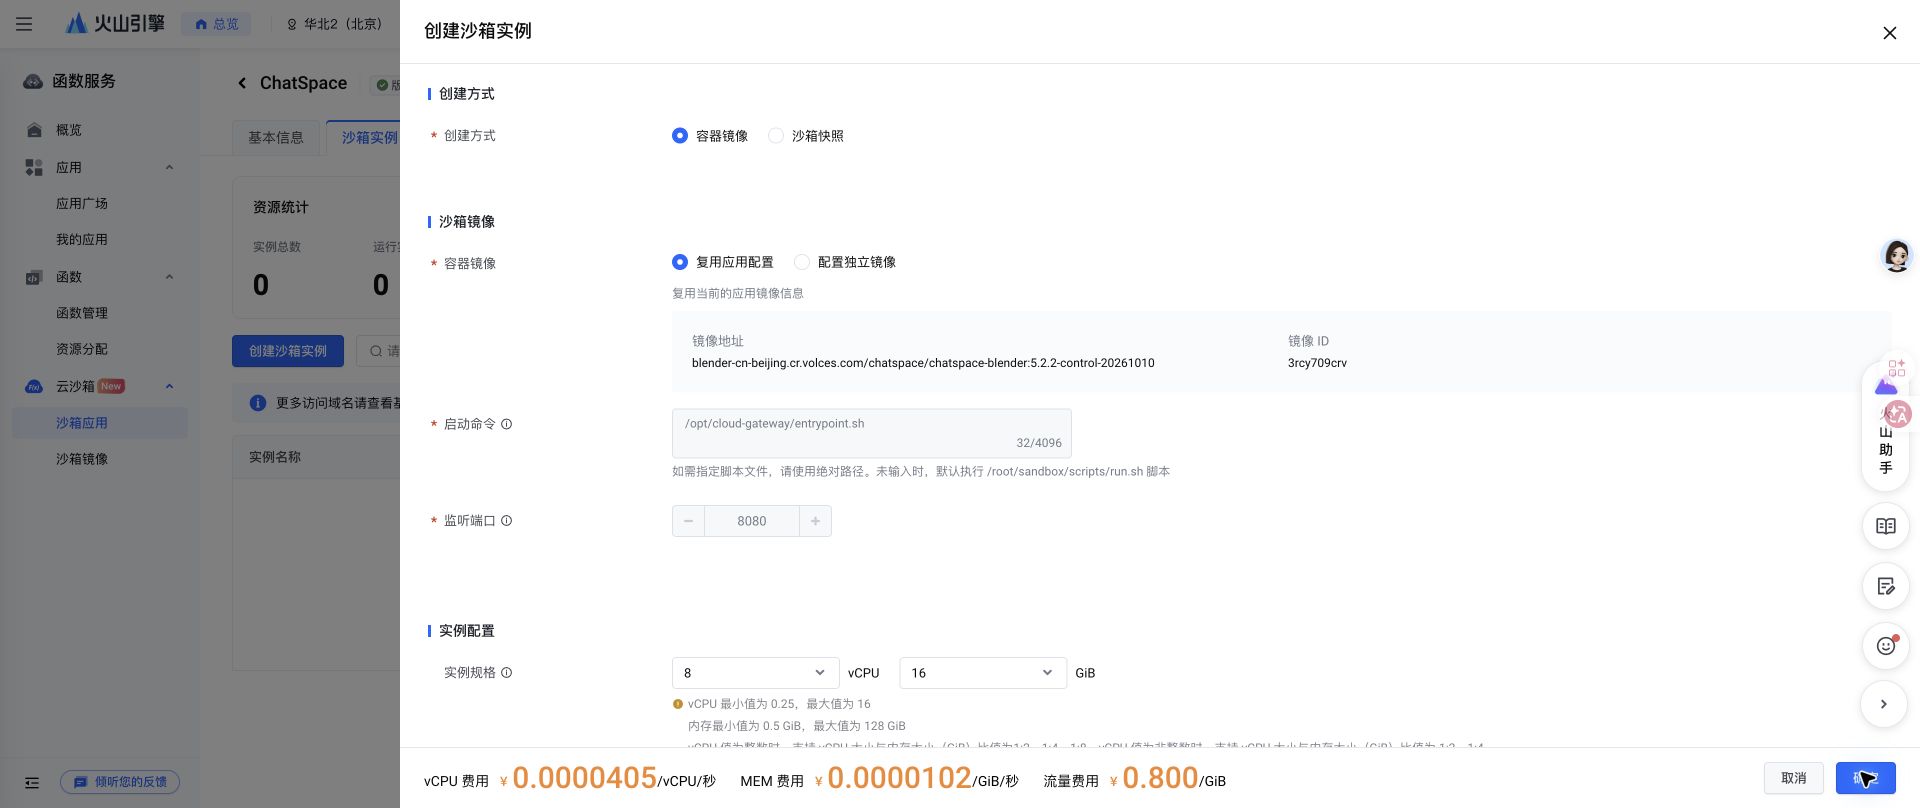 火山引擎
总览
华北2（北京）
函数服务
概览
应用
应用广场
我的应用
函数
函数管理
资源分配
云沙箱 New
沙箱应用
沙箱镜像
倾听您的反馈
ChatSpace
基本信息
沙箱实例
资源统计
实例总数
运行
0
0
创建沙箱实例
请
更多访问域名请查看
实例名称
创建沙箱实例
创建方式
* 创建方式
容器镜像
沙箱快照
沙箱镜像
* 容器镜像
复用应用配置
配置独立镜像
复用当前的应用镜像信息
镜像地址
镜像 ID
blender-cn-beijing.cr.volces.com/chatspace/chatspace-blender:5.2.2-control-20261010
3rcy709crv
* 启动命令
/opt/cloud-gateway/entrypoint.sh
32/4096
如需指定脚本文件，请使用绝对路径。未输入时，默认执行 /root/sandbox/scripts/run.sh 脚本
* 监听端口
8080
实例配置
实例规格
8
vCPU
16
GiB
vCPU 最小值为 0.25，最大值为 16
内存最小值为 0.5 GiB，最大值为 128 GiB
vCPU 费用 ¥ 0.0000405/vCPU/秒
MEM 费用 ¥ 0.0000102/GiB/秒
流量费用 ¥ 0.800/GiB
取消
火山助手